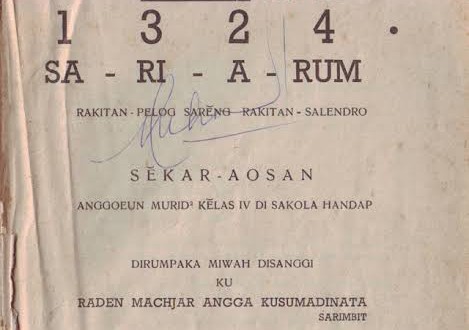 1 3 2 4 .
SA - RI - A - RUM
RAKITAN - PELOG SARĔNG RAKITAN - SALENDRO
SĔKAR - AOSAN
ANGGOEUN MURID² KĔLAS IV DI SAKOLA HANDAP
DIRUMPAKA MIWAH DISANGGI
KU
RADEN MACHJAR ANGGA KUSUMADINATA
SARIMBIT